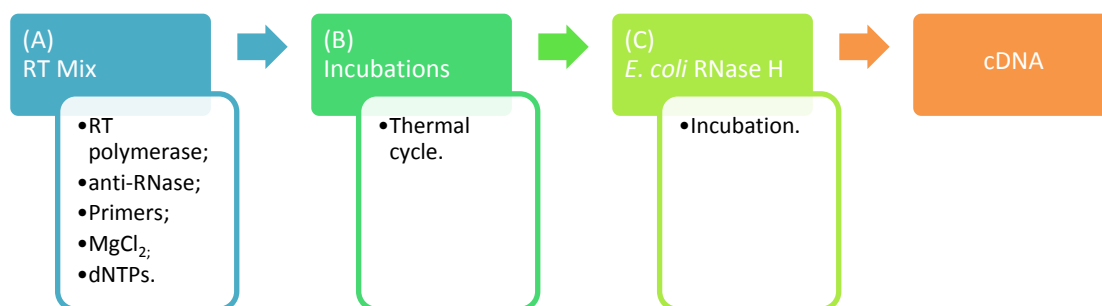 (A)
RT Mix
•RT
polymerase;
•anti-RNase;
•Primers;
•MgCl₂;
•dNTPs.
(B)
Incubations
•Thermal
cycle.
(C)
E. coli RNase H
•Incubation.
cDNA